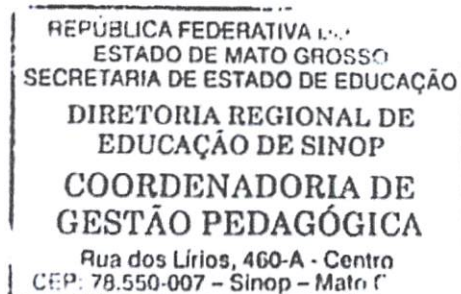 REPÚBLICA FEDERATIVA
ESTADO DE MATO GROSSO
SECRETARIA DE ESTADO DE EDUCAÇÃO
DIRETORIA REGIONAL DE
EDUCAÇÃO DE SINOP
COORDENADORIA DE
GESTÃO PEDAGÓGICA
Rua dos Lírios, 460-A - Centro
CEP: 78.550-007 – Sinop – Mato